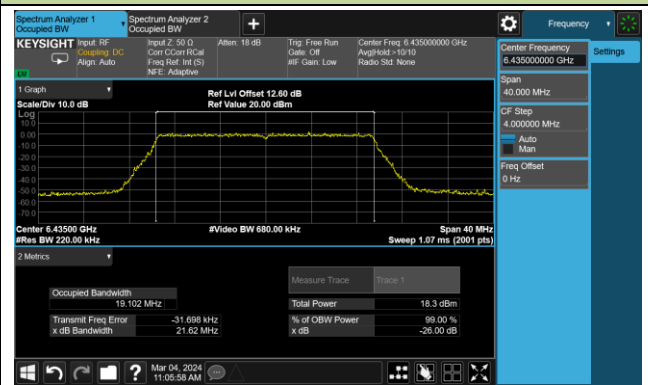 Spectrum Analyzer 1
Occupied BW
Spectrum Analyzer 2
Occupied BW
+
Frequency
KEYSIGHT
Input: RF
Coupling: DC
Align: Auto
Input Z: 50 Ω
Corr CCorr RCal
Freq Ref: Int (S)
NFE: Adaptive
Atten: 18 dB
Trig: Free Run
Gate: Off
#IF Gain: Low
Center Freq: 6.435000000 GHz
Avg|Hold:>10/10
Radio Std: None
Center Frequency
6.435000000 GHz
Settings
Span
40.000 MHz
CF Step
4.000000 MHz
Auto
Man
Freq Offset
0 Hz
1 Graph
Scale/Div 10.0 dB
Ref Lvl Offset 12.60 dB
Ref Value 20.00 dBm
Log
10.0
0.00
-10.0
-20.0
-30.0
-40.0
-50.0
-60.0
-70.0
Center 6.43500 GHz
#Res BW 220.00 kHz
#Video BW 680.00 kHz
Span 40 MHz
Sweep 1.07 ms (2001 pts)
2 Metrics
Measure Trace
Trace 1
Occupied Bandwidth
19.102 MHz
Total Power
18.3 dBm
Transmit Freq Error
-31.698 kHz
% of OBW Power
99.00 %
x dB Bandwidth
21.62 MHz
x dB
-26.00 dB
?
Mar 04, 2024
11:05:58 AM